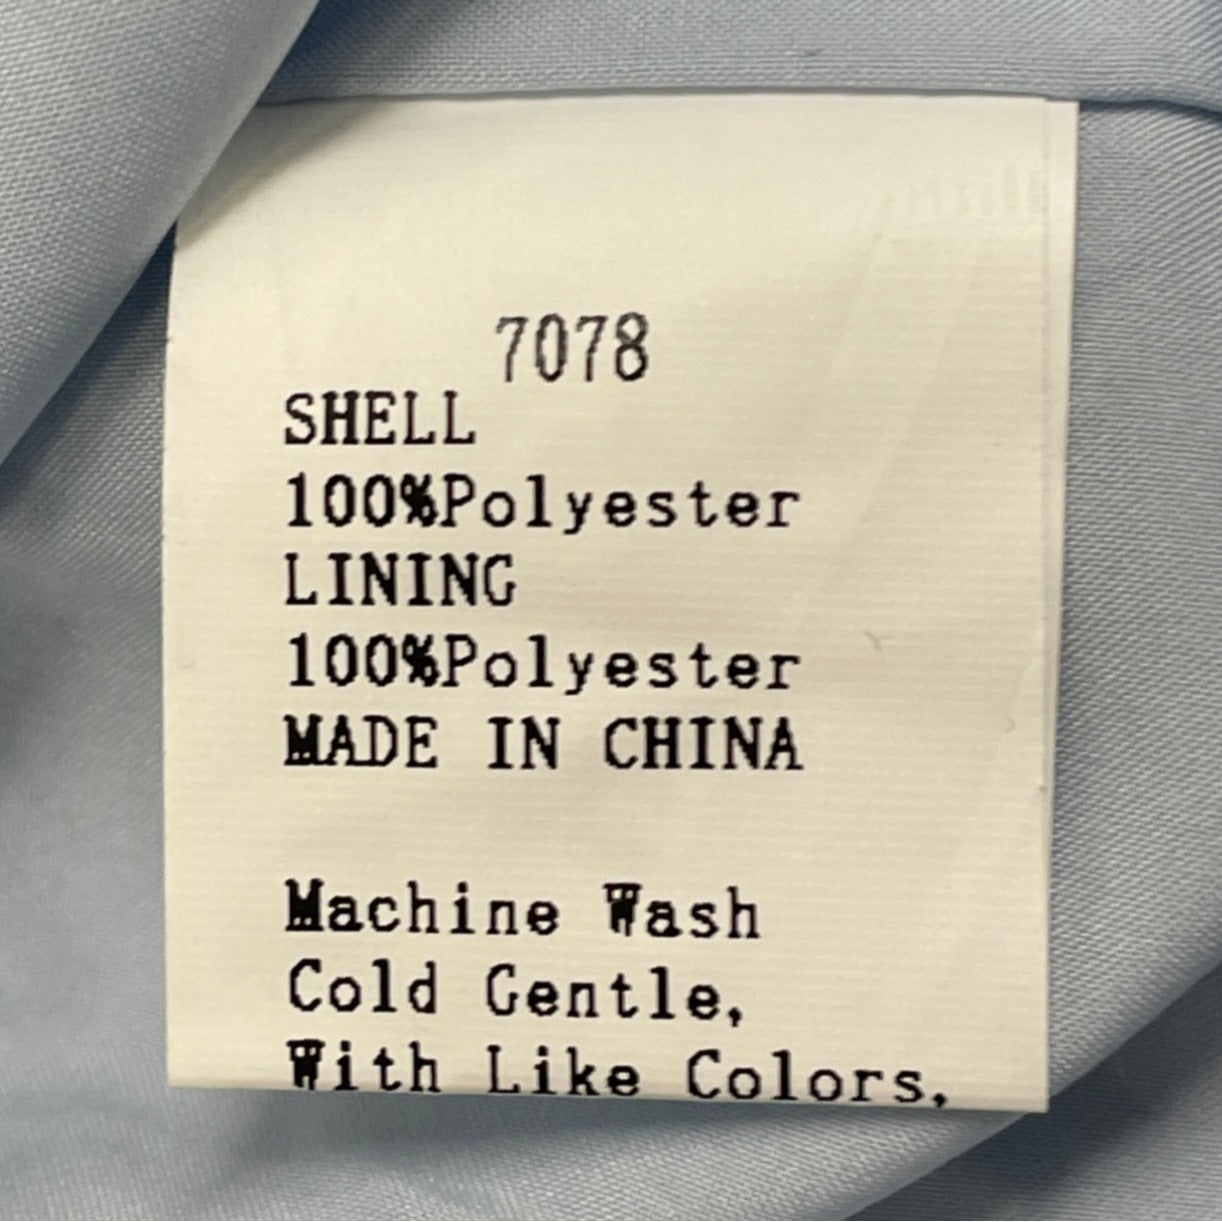 7078
SHELL
100%Polyester
LINING
100%Polyester
MADE IN CHINA
Machine Wash
Cold Gentle,
With Like Colors,